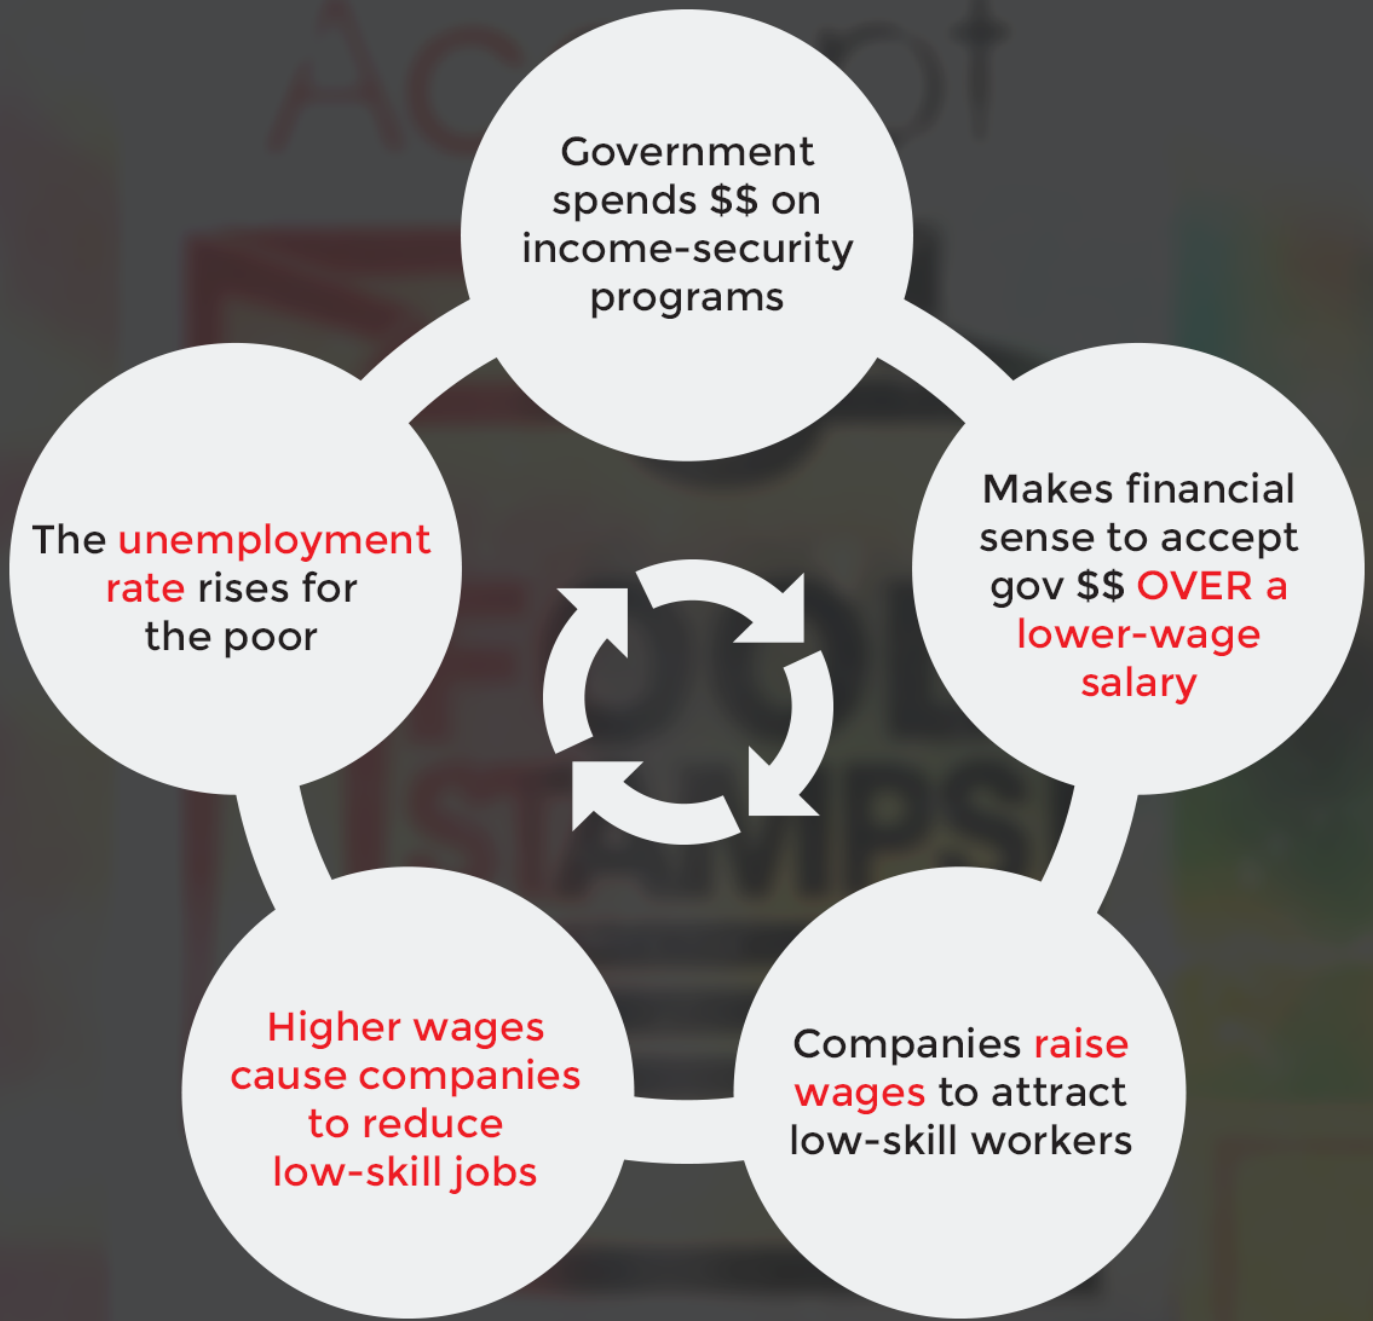 Government
spends $$ on
income-security
programs
Makes financial
sense to accept
gov $$ OVER a
lower-wage
salary
Companies raise
wages to attract
low-skill workers
Higher wages
cause companies
to reduce
low-skill jobs
The unemployment
rate rises for
the poor
STAMPS